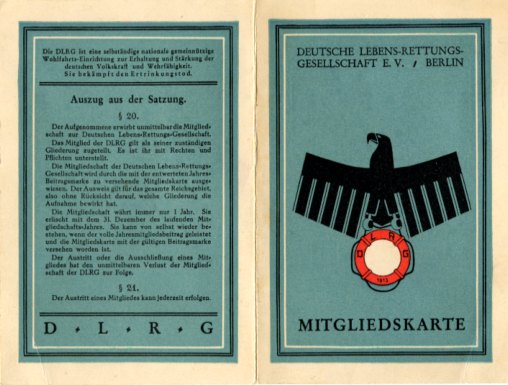 Die DLRG ist eine selbständige nationale gemeinnützige
Wohlfahrts-Einrichtung zur Erhaltung und Stärkung der
deutschen Volkskraft und Wehrfähigkeit.
Sie bekämpft den Ertrinkungstod.
Auszug aus der Satzung.
§ 20.
Der Aufgenommene erwirbt unmittelbar die Mitglied-
schaft zur Deutschen Lebens-Rettungs-Gesellschaft.
Das Mitglied der DLRG gilt als seiner zuständigen
Gliederung zugeteilt. Es ist ihr mit Rechten und
Pflichten unterstellt.
Die Mitgliedschaft der Deutschen Lebens-Rettungs-
Gesellschaft wird durch die mit der entwerteten Jahres-
Beitragsmarke zu versehende Mitgliedskarte ausge-
wiesen. Der Ausweis gilt für das gesamte Reichsgebiet,
also ohne Rücksicht darauf, welche Gliederung die
Aufnahme bewirkt hat.
Die Mitgliedschaft währt immer nur 1 Jahr. Sie
erlischt mit dem 31. Dezember des laufenden Mit-
gliedschafts-Jahres. Sie kann von selbst wieder be-
stehen, wenn der volle Jahresmitgliedsbeitrag geleistet
und die Mitgliedskarte mit der gültigen Beitragsmarke
versehen worden ist.
Der Austritt oder die Ausschließung eines Mit-
gliedes hat den unmittelbaren Verlust der Mitglied-
schaft der DLRG zur Folge.
§ 21.
Der Austritt eines Mitgliedes kann jederzeit erfolgen.
D · L · R · G
DEUTSCHE LEBENS-RETTUNGS-
GESELLSCHAFT E. V. / BERLIN
D L R G
1913
MITGLIEDSKARTE